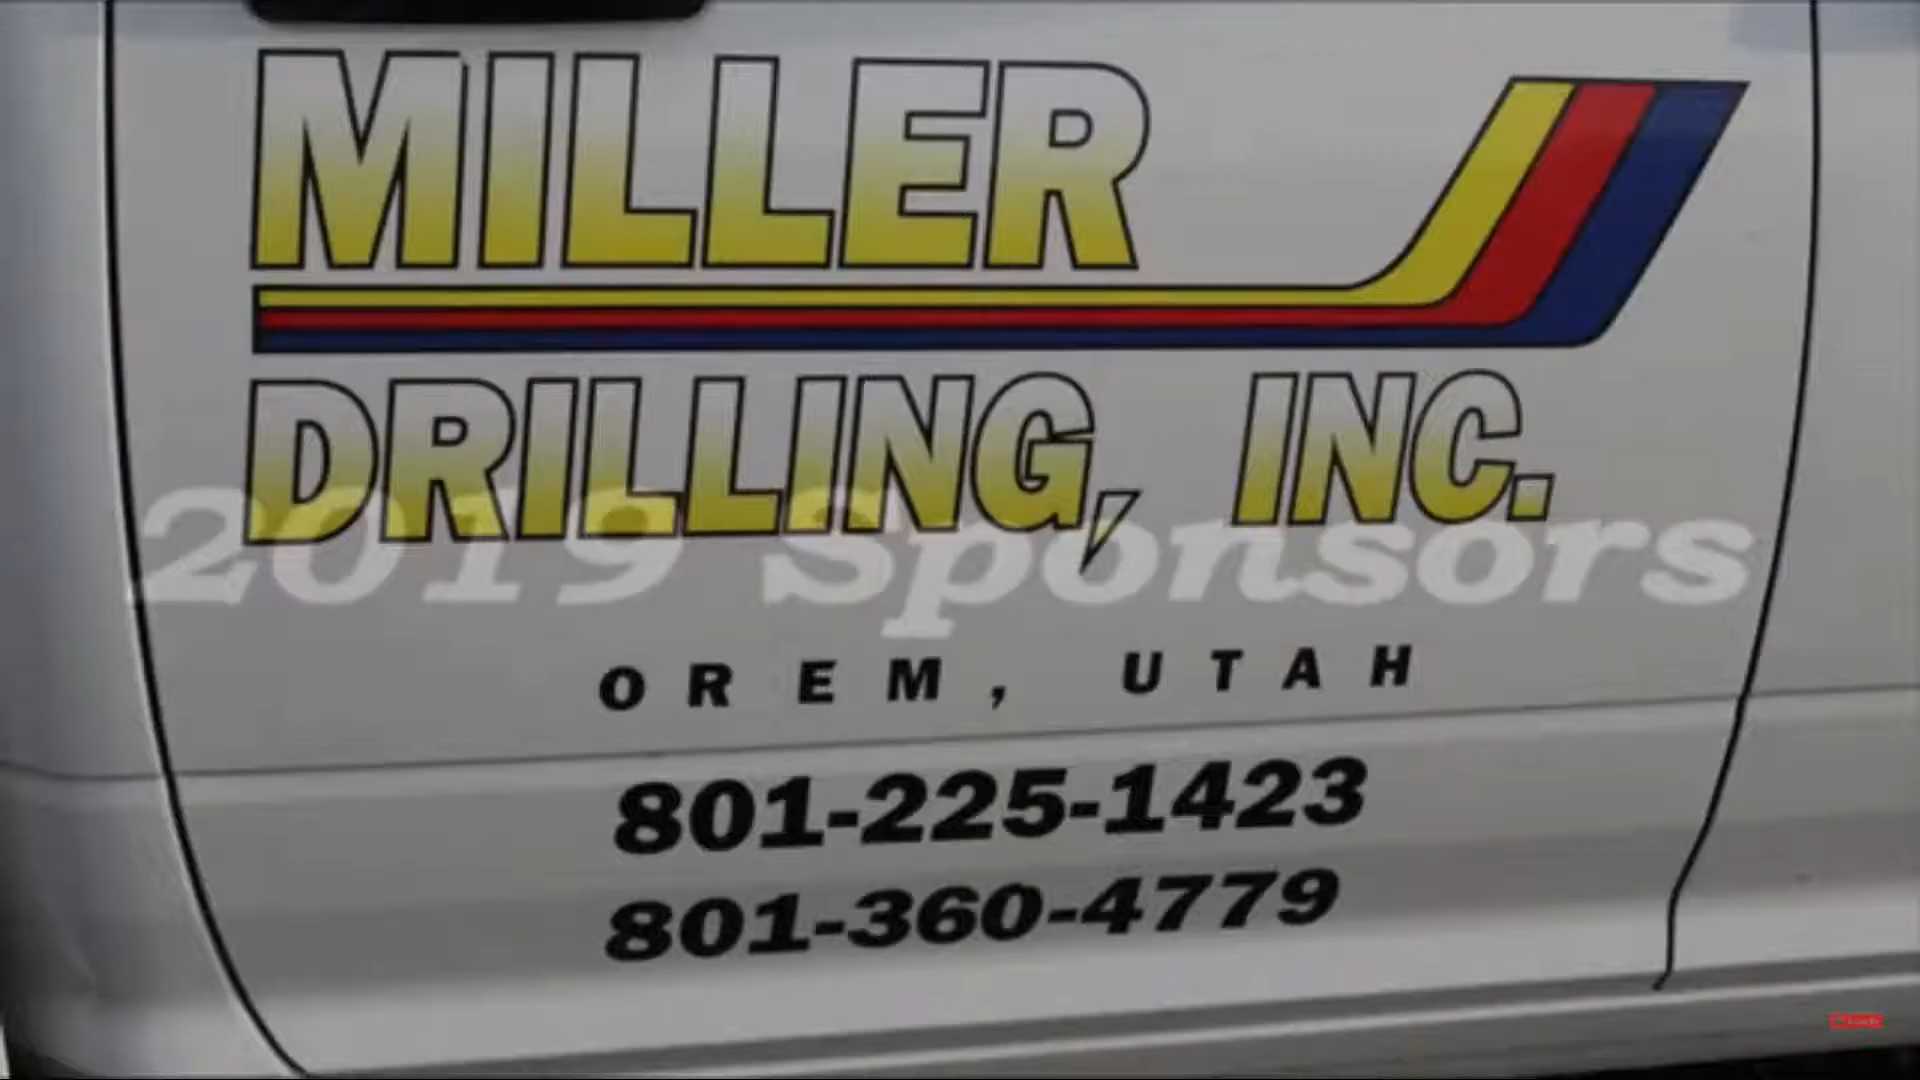 MILLER
DRILLING, INC.
2019 Sponsors
OREM, UTAH
801-225-1423
801-360-4779